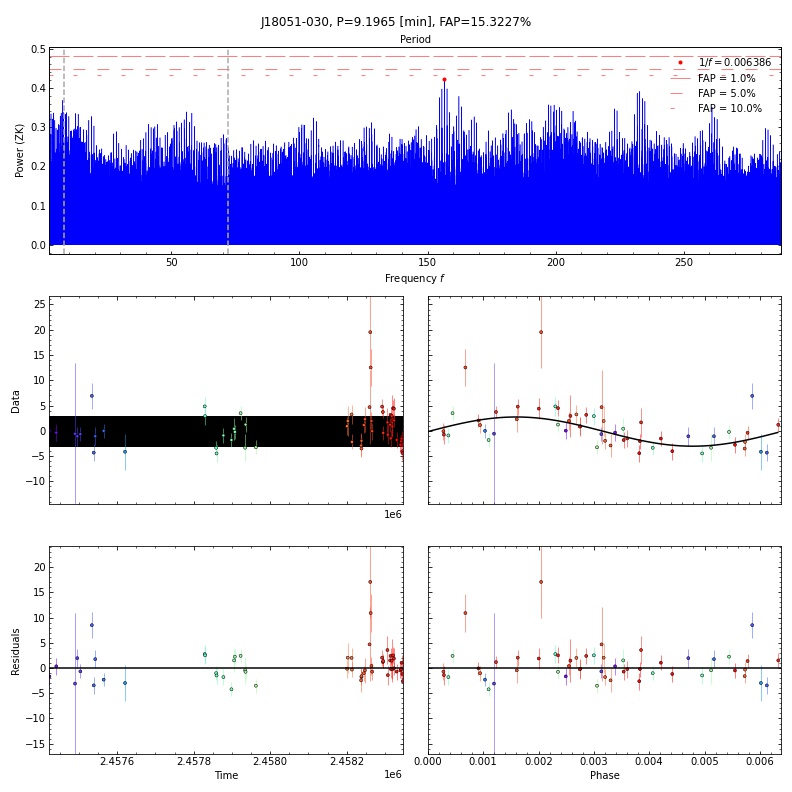 J18051-030, P=9.1965 [min], FAP=15.3227%
Period
0.5
0.4
0.3
0.2
0.1
0.0
Power (ZK)
1/f = 0.006386
FAP = 1.0%
FAP = 5.0%
FAP = 10.0%
50 100 150 200 250
Frequency f
25
20
15
10
5
0
−5
−10
Data
1e6
20
15
10
5
0
−5
−10
−15
Residuals
2.4576 2.4578 2.4580 2.4582
1e6
Time
0.000 0.001 0.002 0.003 0.004 0.005 0.006
Phase